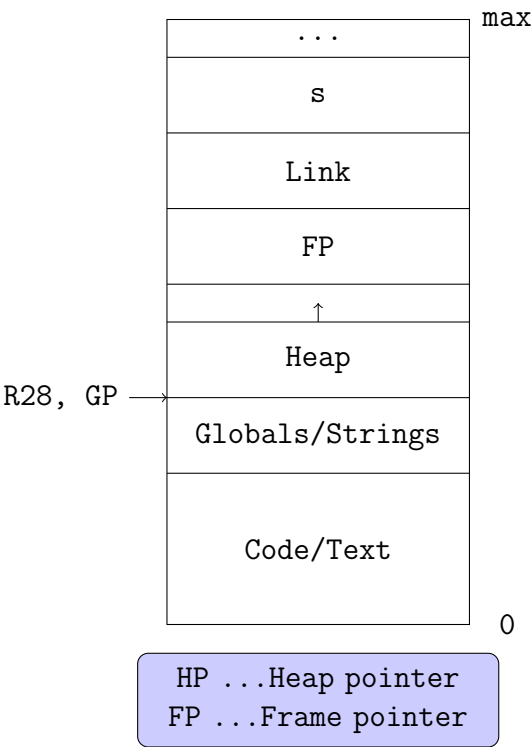 max
...
s
Link
FP
Heap
R28, GP
Globals/Strings
Code/Text
0
HP ...Heap pointer
FP ...Frame pointer